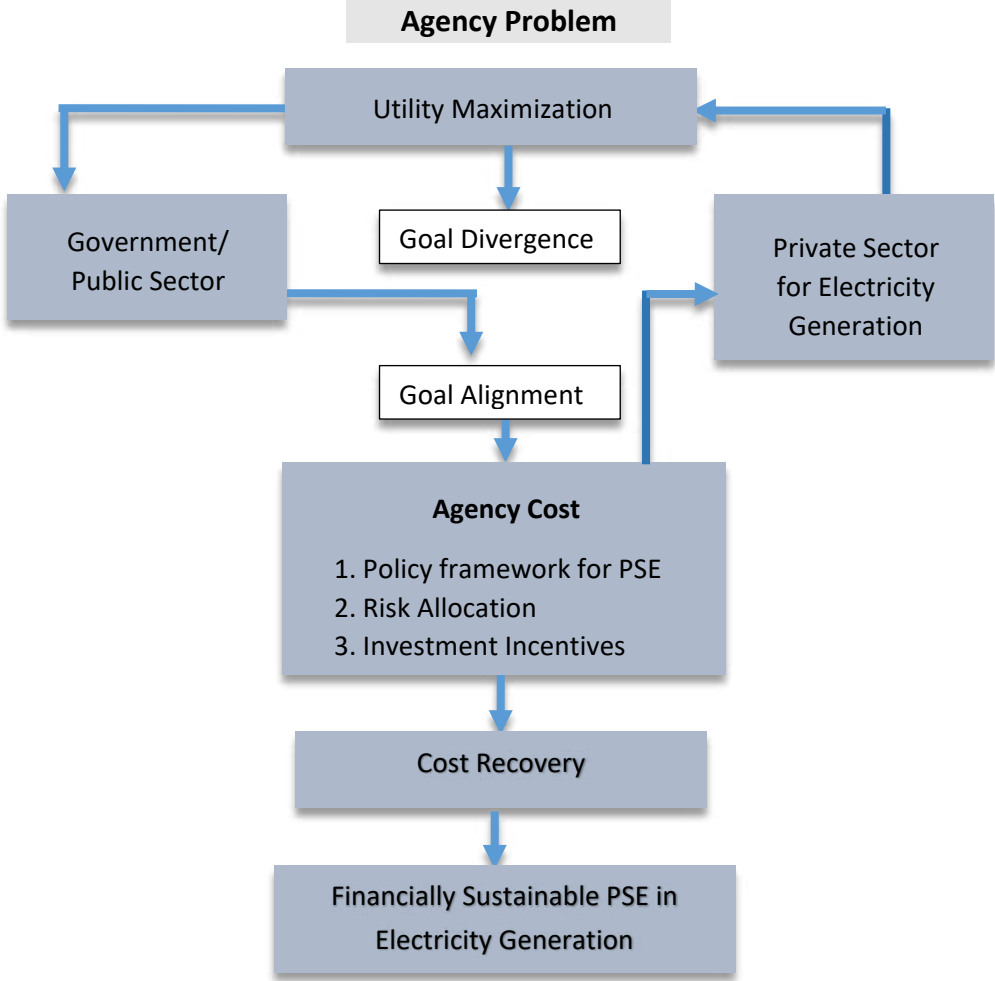 Agency Problem
Utility Maximization
Government/
Public Sector
Goal Divergence
Private Sector
for Electricity
Generation
Goal Alignment
Agency Cost
1. Policy framework for PSE
2. Risk Allocation
3. Investment Incentives
Cost Recovery
Financially Sustainable PSE in
Electricity Generation